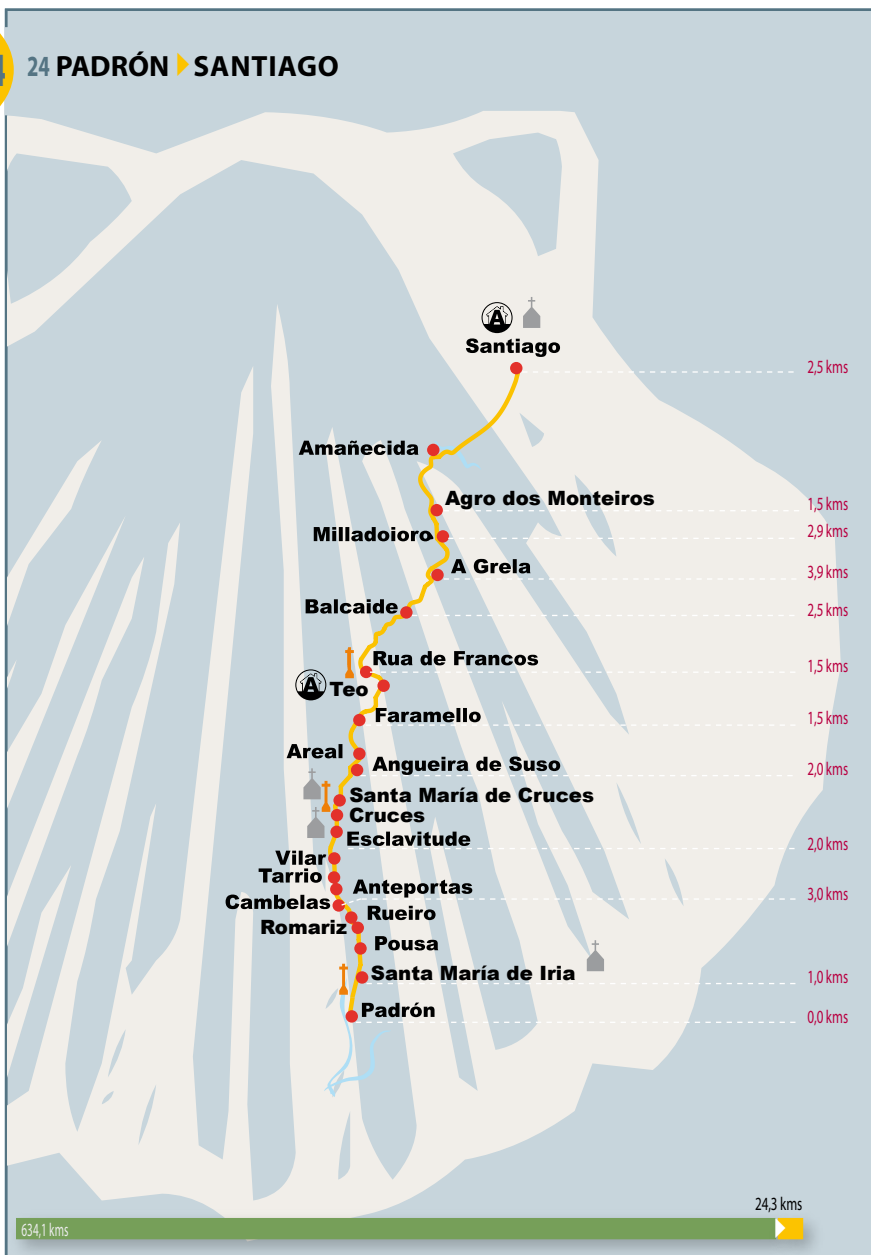 4
24 PADRÓN SANTIAGO
A
Santiago
2,5 kms
Amañecida
Agro dos Monteiros
1,5 kms
Milladoioro
2,9 kms
A Grela
3,9 kms
Balcaide
2,5 kms
Rua de Francos
1,5 kms
A
Teo
Faramello
1,5 kms
Areal
Angueira de Suso
2,0 kms
Santa María de Cruces
Cruces
Esclavitude
2,0 kms
Vilar
Tarrio
Anteportas
3,0 kms
Cambelas
Rueiro
Romariz
Pousa
Santa María de Iria
1,0 kms
Padrón
0,0 kms
24,3 kms
634,1 kms